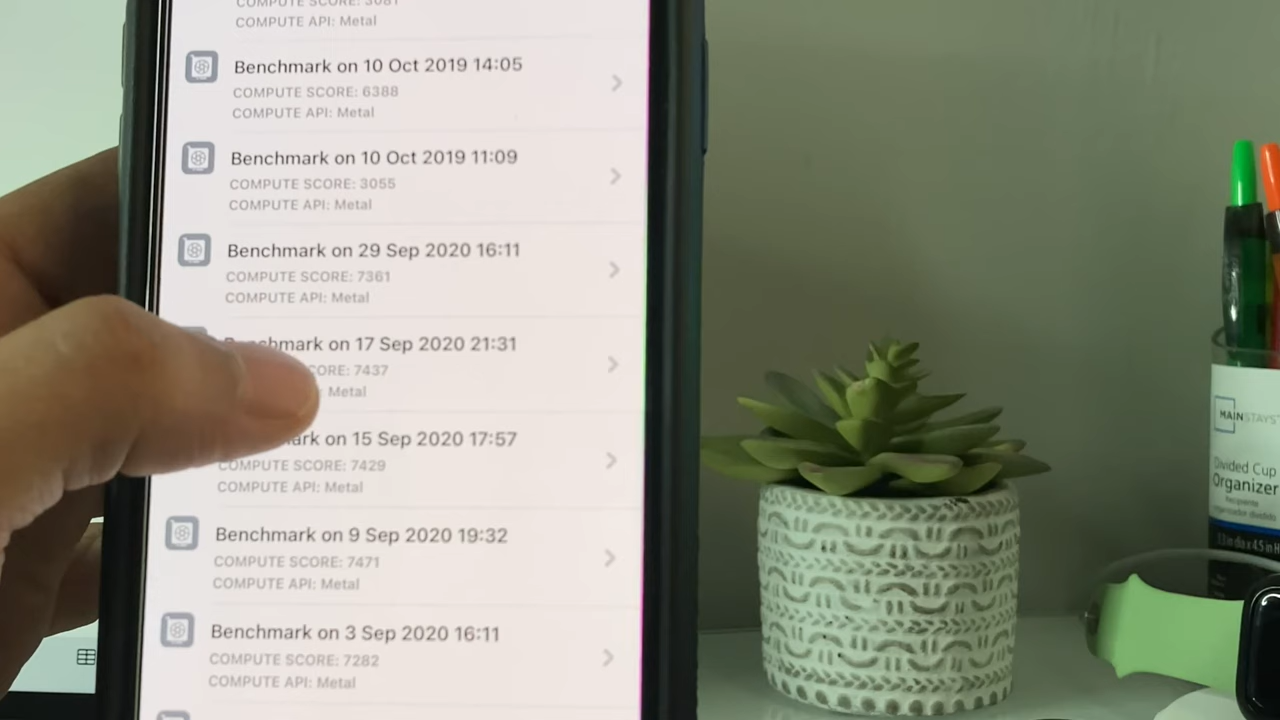 COMPUTE SCORE: 3081
COMPUTE API: Metal
Benchmark on 10 Oct 2019 14:05
COMPUTE SCORE: 6388
COMPUTE API: Metal
Benchmark on 10 Oct 2019 11:09
COMPUTE SCORE: 3055
COMPUTE API: Metal
Benchmark on 29 Sep 2020 16:11
COMPUTE SCORE: 7361
COMPUTE API: Metal
on 17 Sep 2020 21:31
7437
Metal
on 15 Sep 2020 17:57
COMPUTE SCORE: 7429
COMPUTE API: Metal
Benchmark on 9 Sep 2020 19:32
COMPUTE SCORE: 7471
COMPUTE API: Metal
Benchmark on 3 Sep 2020 16:11
COMPUTE SCORE: 7282
COMPUTE API: Metal
MAINSTAYS
Divided Cup
Organizer